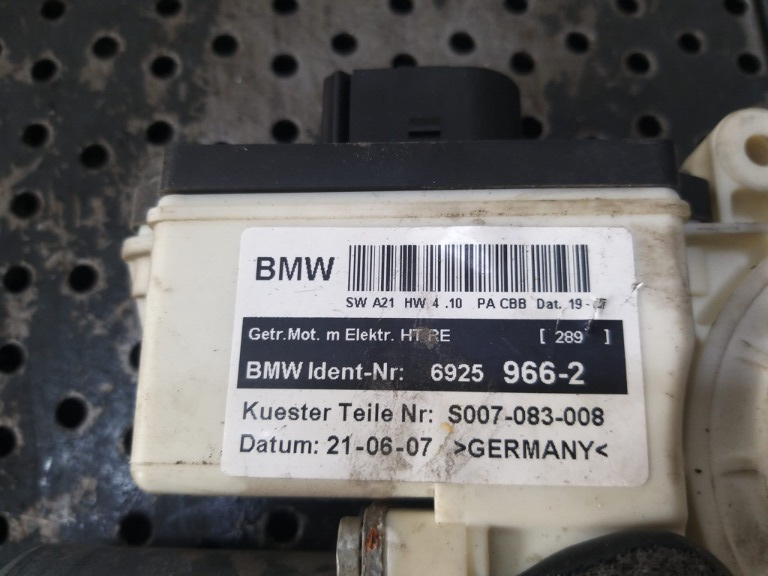 BMW
SW A21 HW 4 .10 PA CBB Dat. 19-
Getr.Mot. m Elektr. HT RE [ 289 ]
BMW Ident-Nr: 6925 966-2
Kuester Teile Nr: S007-083-008
Datum: 21-06-07 >GERMANY<